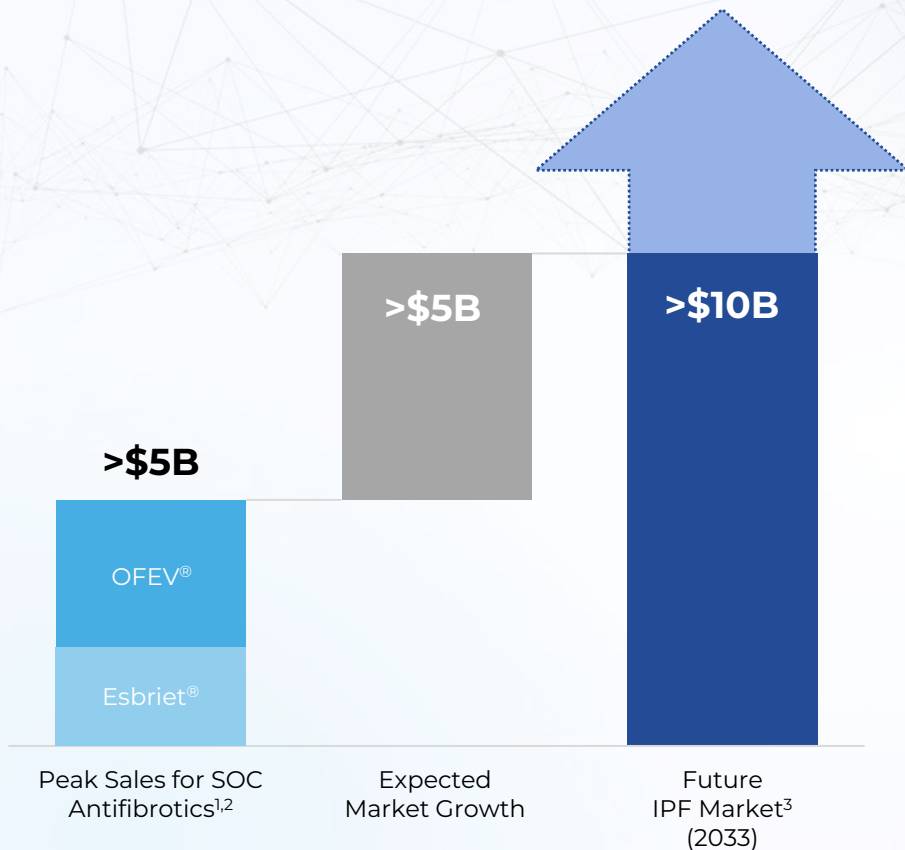 >$5B
>$10B
>$5B
OFEV®
Esbriet®
Peak Sales for SOC
Antifibrotics1,2
Expected
Market Growth
Future
IPF Market3
(2033)